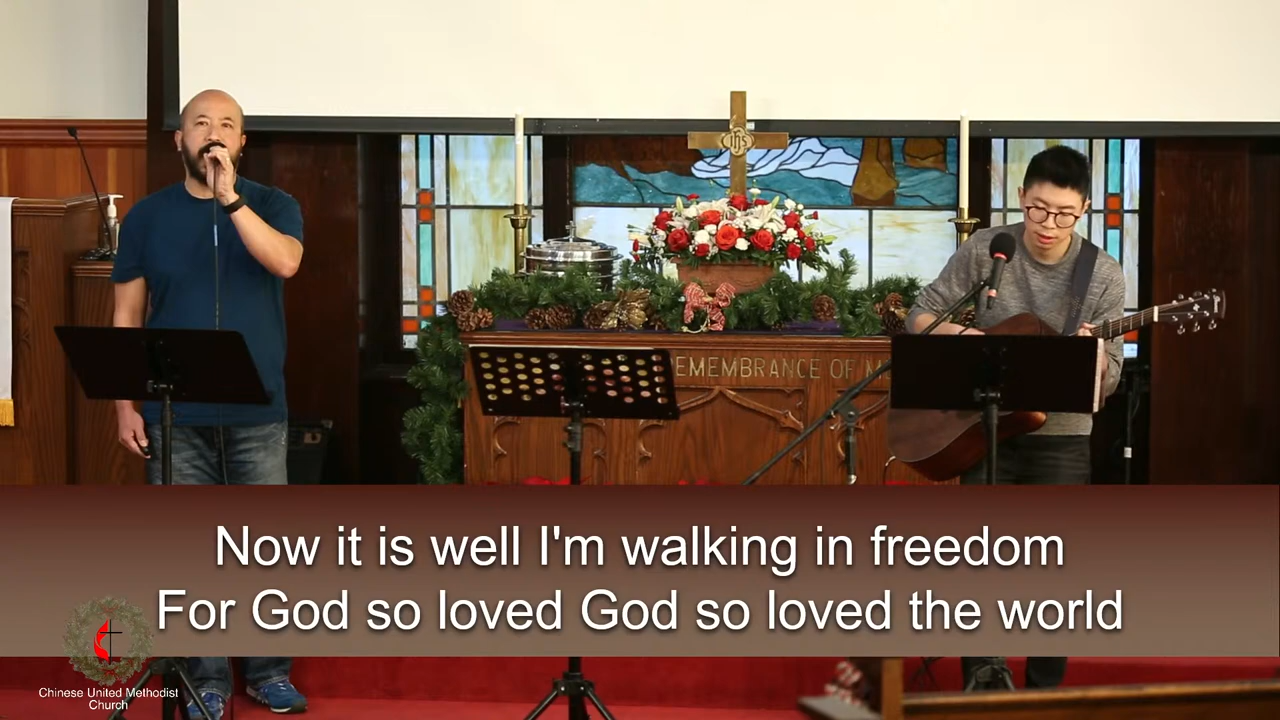 IHS
EMEMBRANCE OF M
Now it is well I'm walking in freedom
For God so loved God so loved the world
Chinese United Methodist
Church